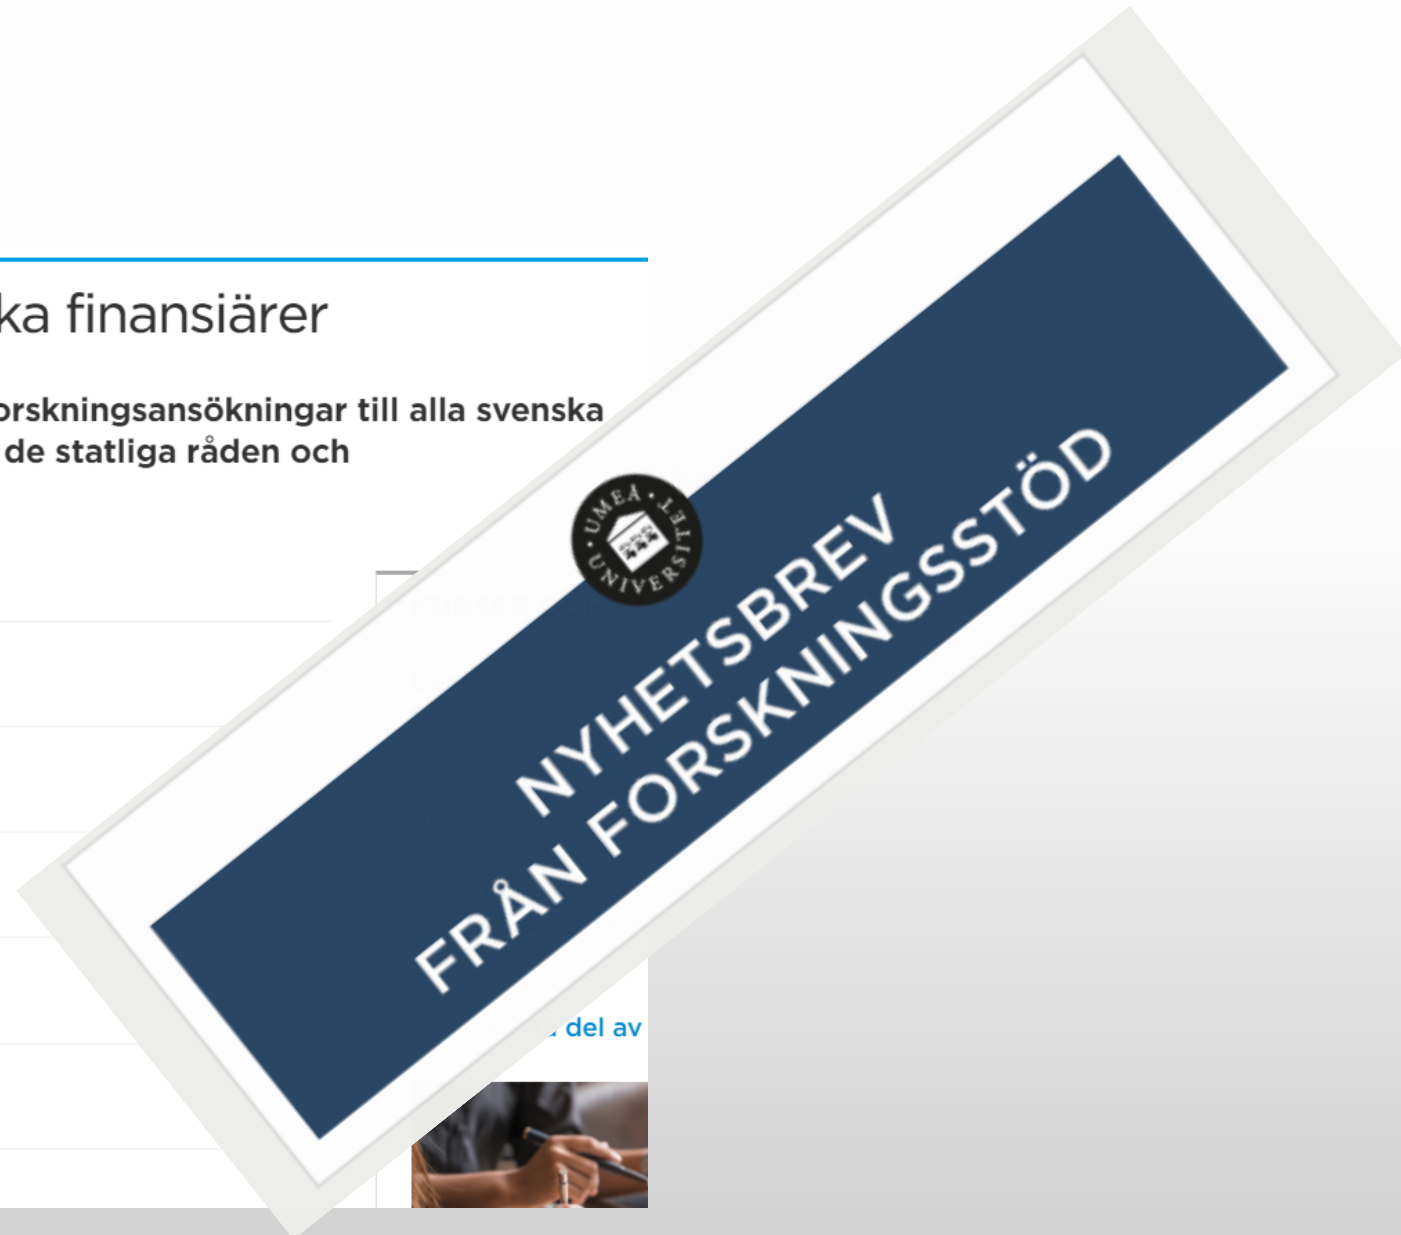 ka finansiärer
orskningsansökningar till alla svenska
de statliga råden och
UMEÅ UNIVERSITET
NYHETSBREV
FRÅN FORSKNINGSSTÖD
del av